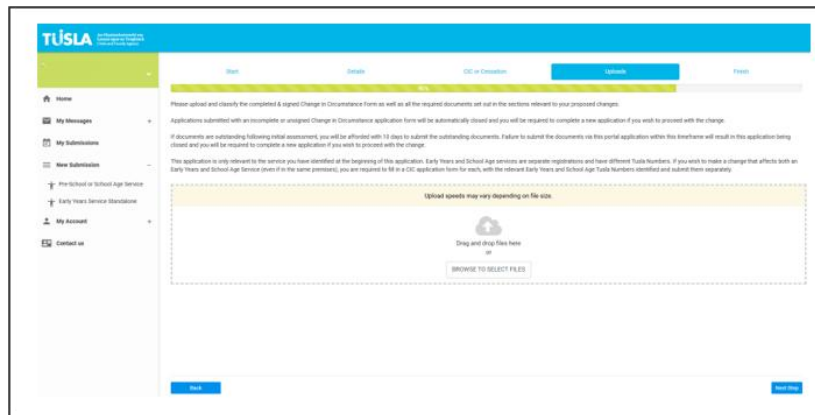 TUSLA
An Ghníomhaireacht um
Leanaí agus an Teaghlach
Child and Family Agency
Start
Details
CIC or Cessation
Uploads
Finish
80%
Home
My Messages +
My Submissions
New Submission -
Pre-School or School Age Service
Early Years Service Standalone
My Account +
Contact us
Please upload and classify the completed & signed Change in Circumstance Form as well as all the required documents set out in the sections relevant to your proposed changes.
Applications submitted with an incomplete or unsigned Change in Circumstance application form will be automatically closed and you will be required to complete a new application if you wish to proceed with the change.
If documents are outstanding following initial assessment, you will be afforded with 10 days to submit the outstanding documents. Failure to submit the documents via this portal application within this timeframe will result in this application being
closed and you will be required to complete a new application if you wish to proceed with the change.
This application is only relevant to the service you have identified at the beginning of this application. Early Years and School Age services are separate registrations and have different Tusla Numbers. If you wish to make a change that affects both an
Early Years and School Age Service (even if in the same premises), you are required to fill in a CIC application form for each, with the relevant Early Years and School Age Tusla Numbers identified and submit them separately.
Upload speeds may vary depending on file size.
Drag and drop files here
or
BROWSE TO SELECT FILES
Back
Next Step